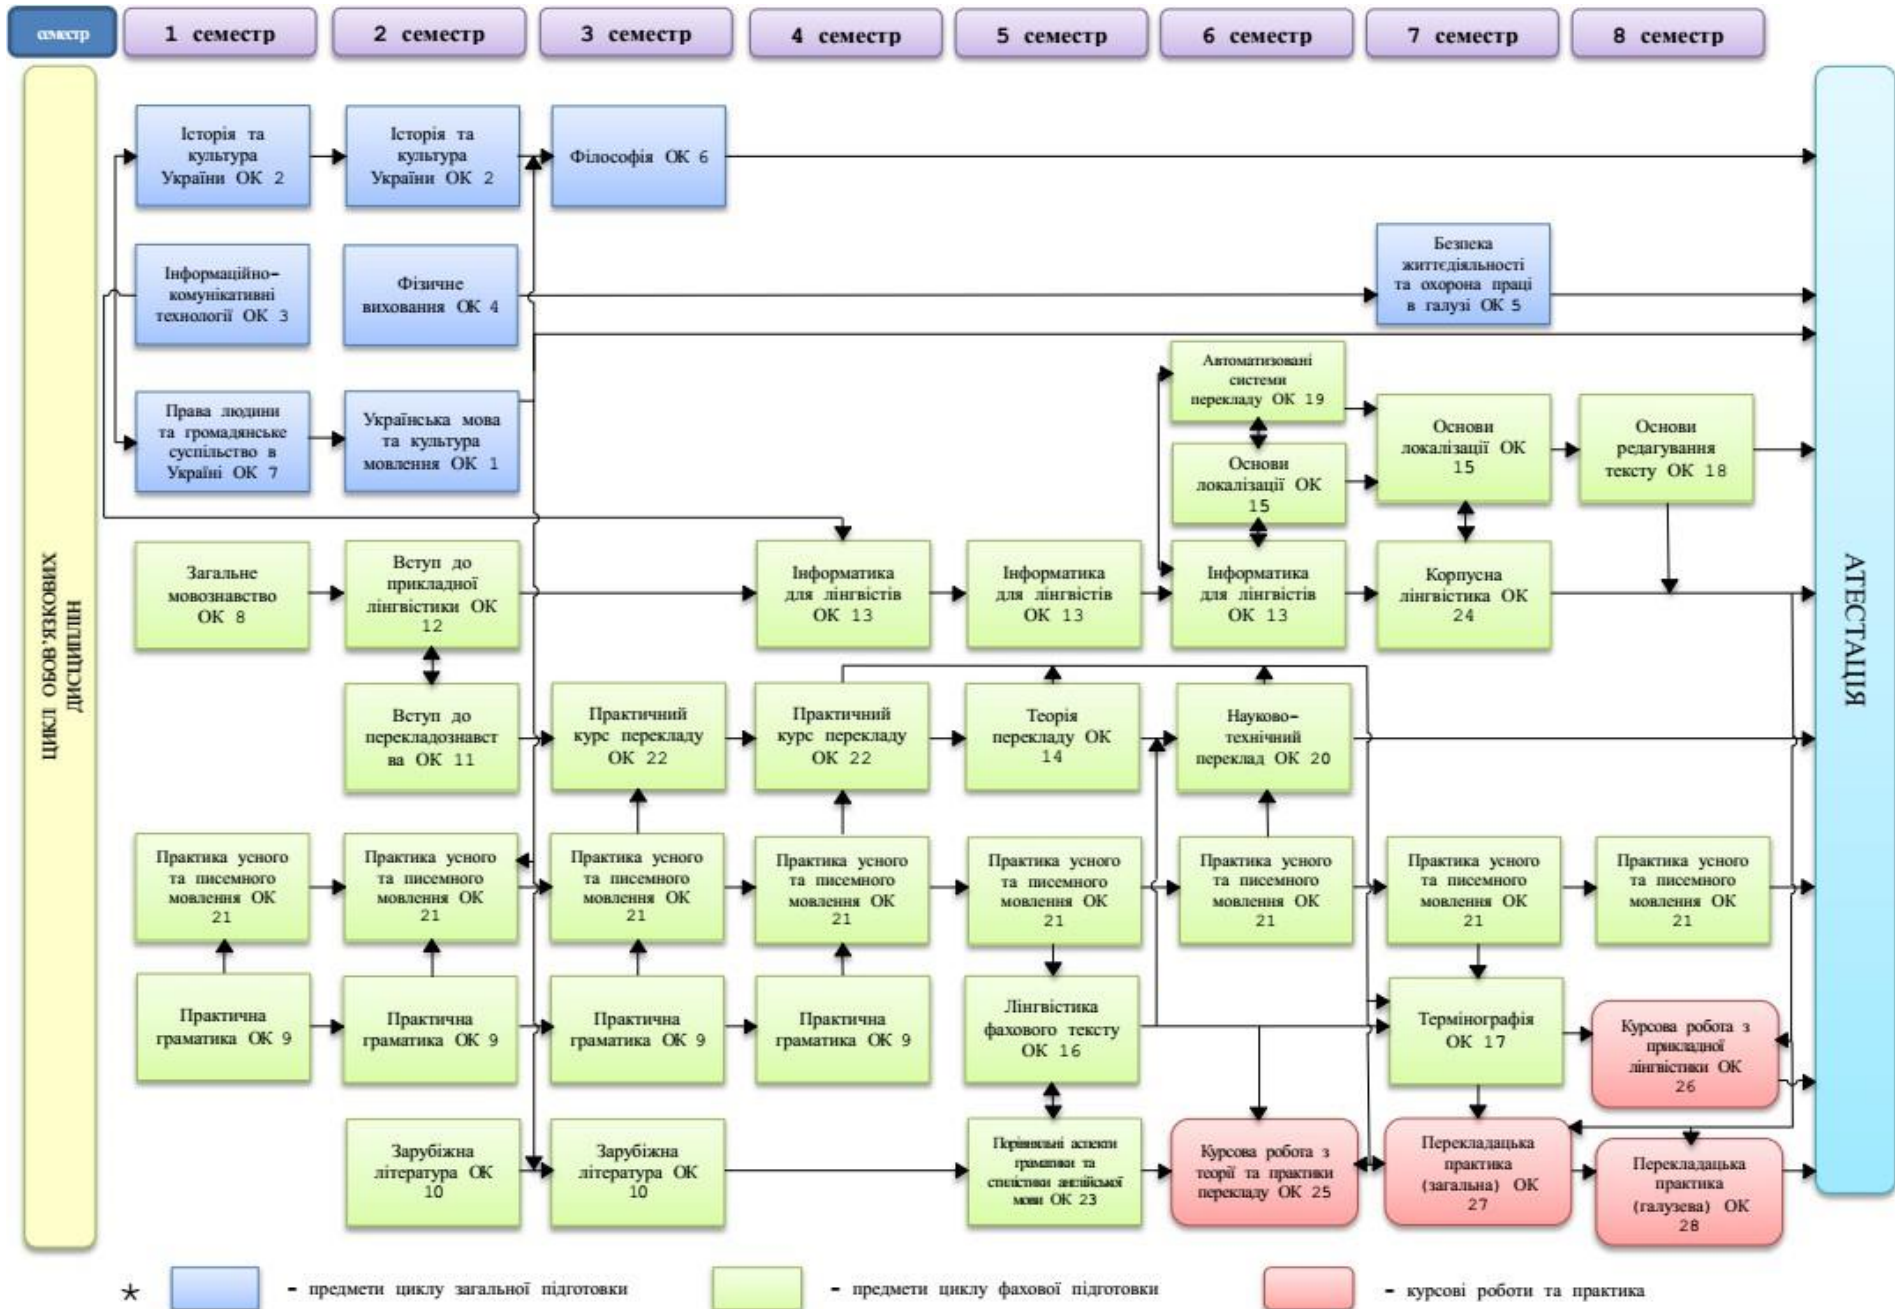 семестр
1 семестр
2 семестр
3 семестр
4 семестр
5 семестр
6 семестр
7 семестр
8 семестр
ЦИКЛ ОБОВ'ЯЗКОВИХ
ДИСЦИПЛІН
АТЕСТАЦІЯ
Історія та
культура
України ОК 2
Історія та
культура
України ОК 2
Філософія ОК 6
Інформаційно-
комунікативні
технології ОК 3
Фізичне
виховання ОК 4
Безпека
життєдіяльності
та охорона праці
в галузі ОК 5
Права людини
та громадянське
суспільство в
Україні ОК 7
Українська мова
та культура
мовлення ОК 1
Автоматизовані
системи
перекладу ОК 19
Основи
локалізації ОК
15
Основи
локалізації ОК
15
Основи
редагування
тексту ОК 18
Загальне
мовознавство
ОК 8
Вступ до
прикладної
лінгвістики ОК
12
Інформатика
для лінгвістів
ОК 13
Інформатика
для лінгвістів
ОК 13
Інформатика
для лінгвістів
ОК 13
Корпусна
лінгвістика ОК
24
Вступ до
перекладознавст
ва ОК 11
Практичний
курс перекладу
ОК 22
Практичний
курс перекладу
ОК 22
Теорія
перекладу ОК
14
Науково-
технічний
переклад ОК 20
Практика усного
та писемного
мовлення ОК
21
Практика усного
та писемного
мовлення ОК
21
Практика усного
та писемного
мовлення ОК
21
Практика усного
та писемного
мовлення ОК
21
Практика усного
та писемного
мовлення ОК
21
Практика усного
та писемного
мовлення ОК
21
Практика усного
та писемного
мовлення ОК
21
Практика усного
та писемного
мовлення ОК
21
Практична
граматика ОК 9
Практична
граматика ОК 9
Практична
граматика ОК 9
Практична
граматика ОК 9
Лінгвістика
фахового тексту
ОК 16
Термінографія
ОК 17
Курсова робота з
прикладної
лінгвістики ОК
26
Зарубіжна
література ОК
10
Зарубіжна
література ОК
10
Порівняльні аспекти
граматики та
стилістики англійської
мови ОК 23
Курсова робота з
теорії та практики
перекладу ОК 25
Перекладацька
практика
(загальна) ОК
27
Перекладацька
практика
(галузева) ОК
28
* - предмети циклу загальної підготовки
- предмети циклу фахової підготовки
- курсові роботи та практика